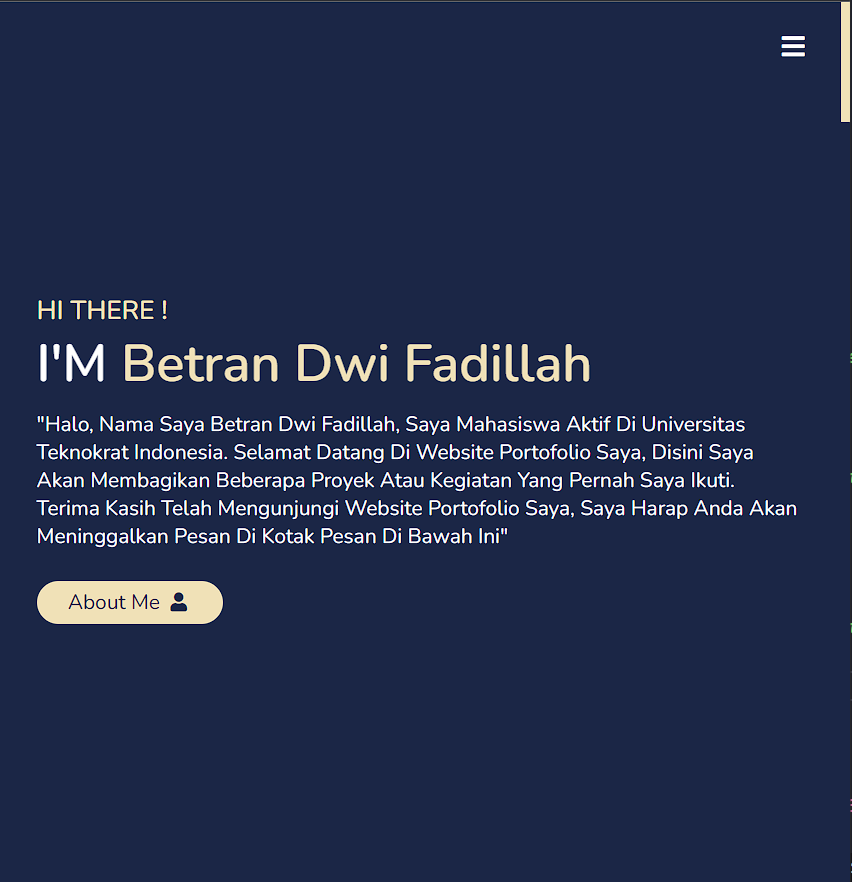 HI THERE !
I'M Betran Dwi Fadillah
"Halo, Nama Saya Betran Dwi Fadillah, Saya Mahasiswa Aktif Di Universitas
Teknokrat Indonesia. Selamat Datang Di Website Portofolio Saya, Disini Saya
Akan Membagikan Beberapa Proyek Atau Kegiatan Yang Pernah Saya Ikuti.
Terima Kasih Telah Mengunjungi Website Portofolio Saya, Saya Harap Anda Akan
Meninggalkan Pesan Di Kotak Pesan Di Bawah Ini"
About Me